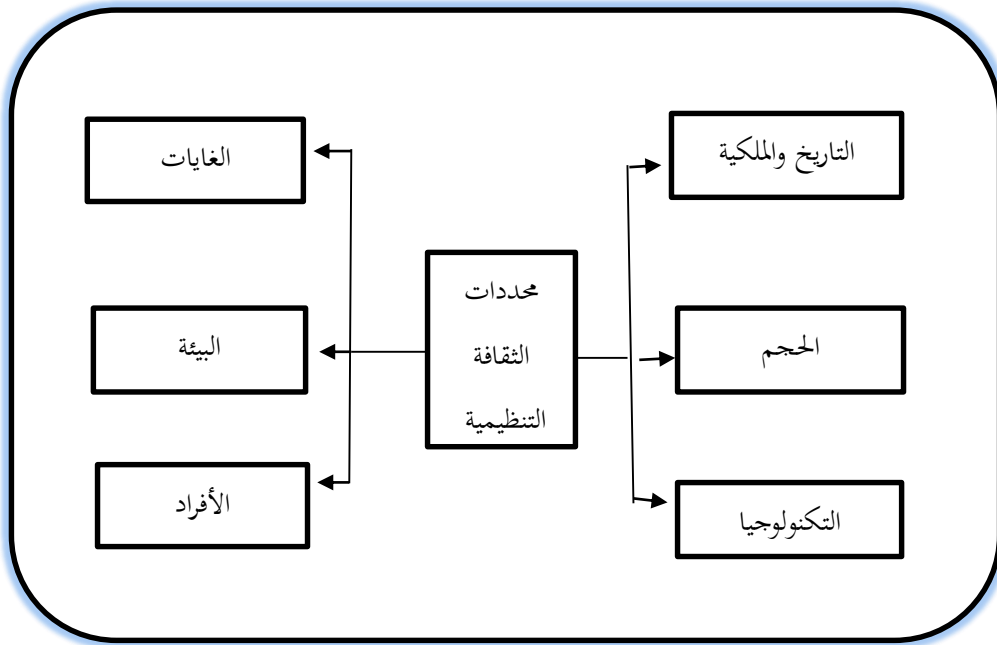 التاريخ والملكية
الغايات
محددات
الثقافة
التنظيمية
الحجم
البيئة
التكنولوجيا
الأفراد